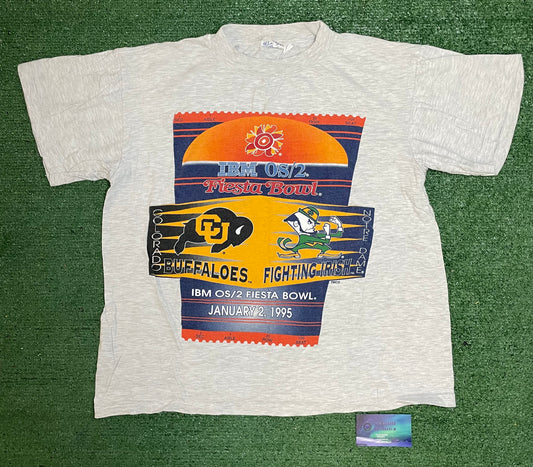 IBM OS/2®
Fiesta Bowl®
COLORADO
CU
BUFFALOES™
FIGHTING IRISH
NOTRE DAME
IBM OS/2 FIESTA BOWL®
JANUARY 2, 1995